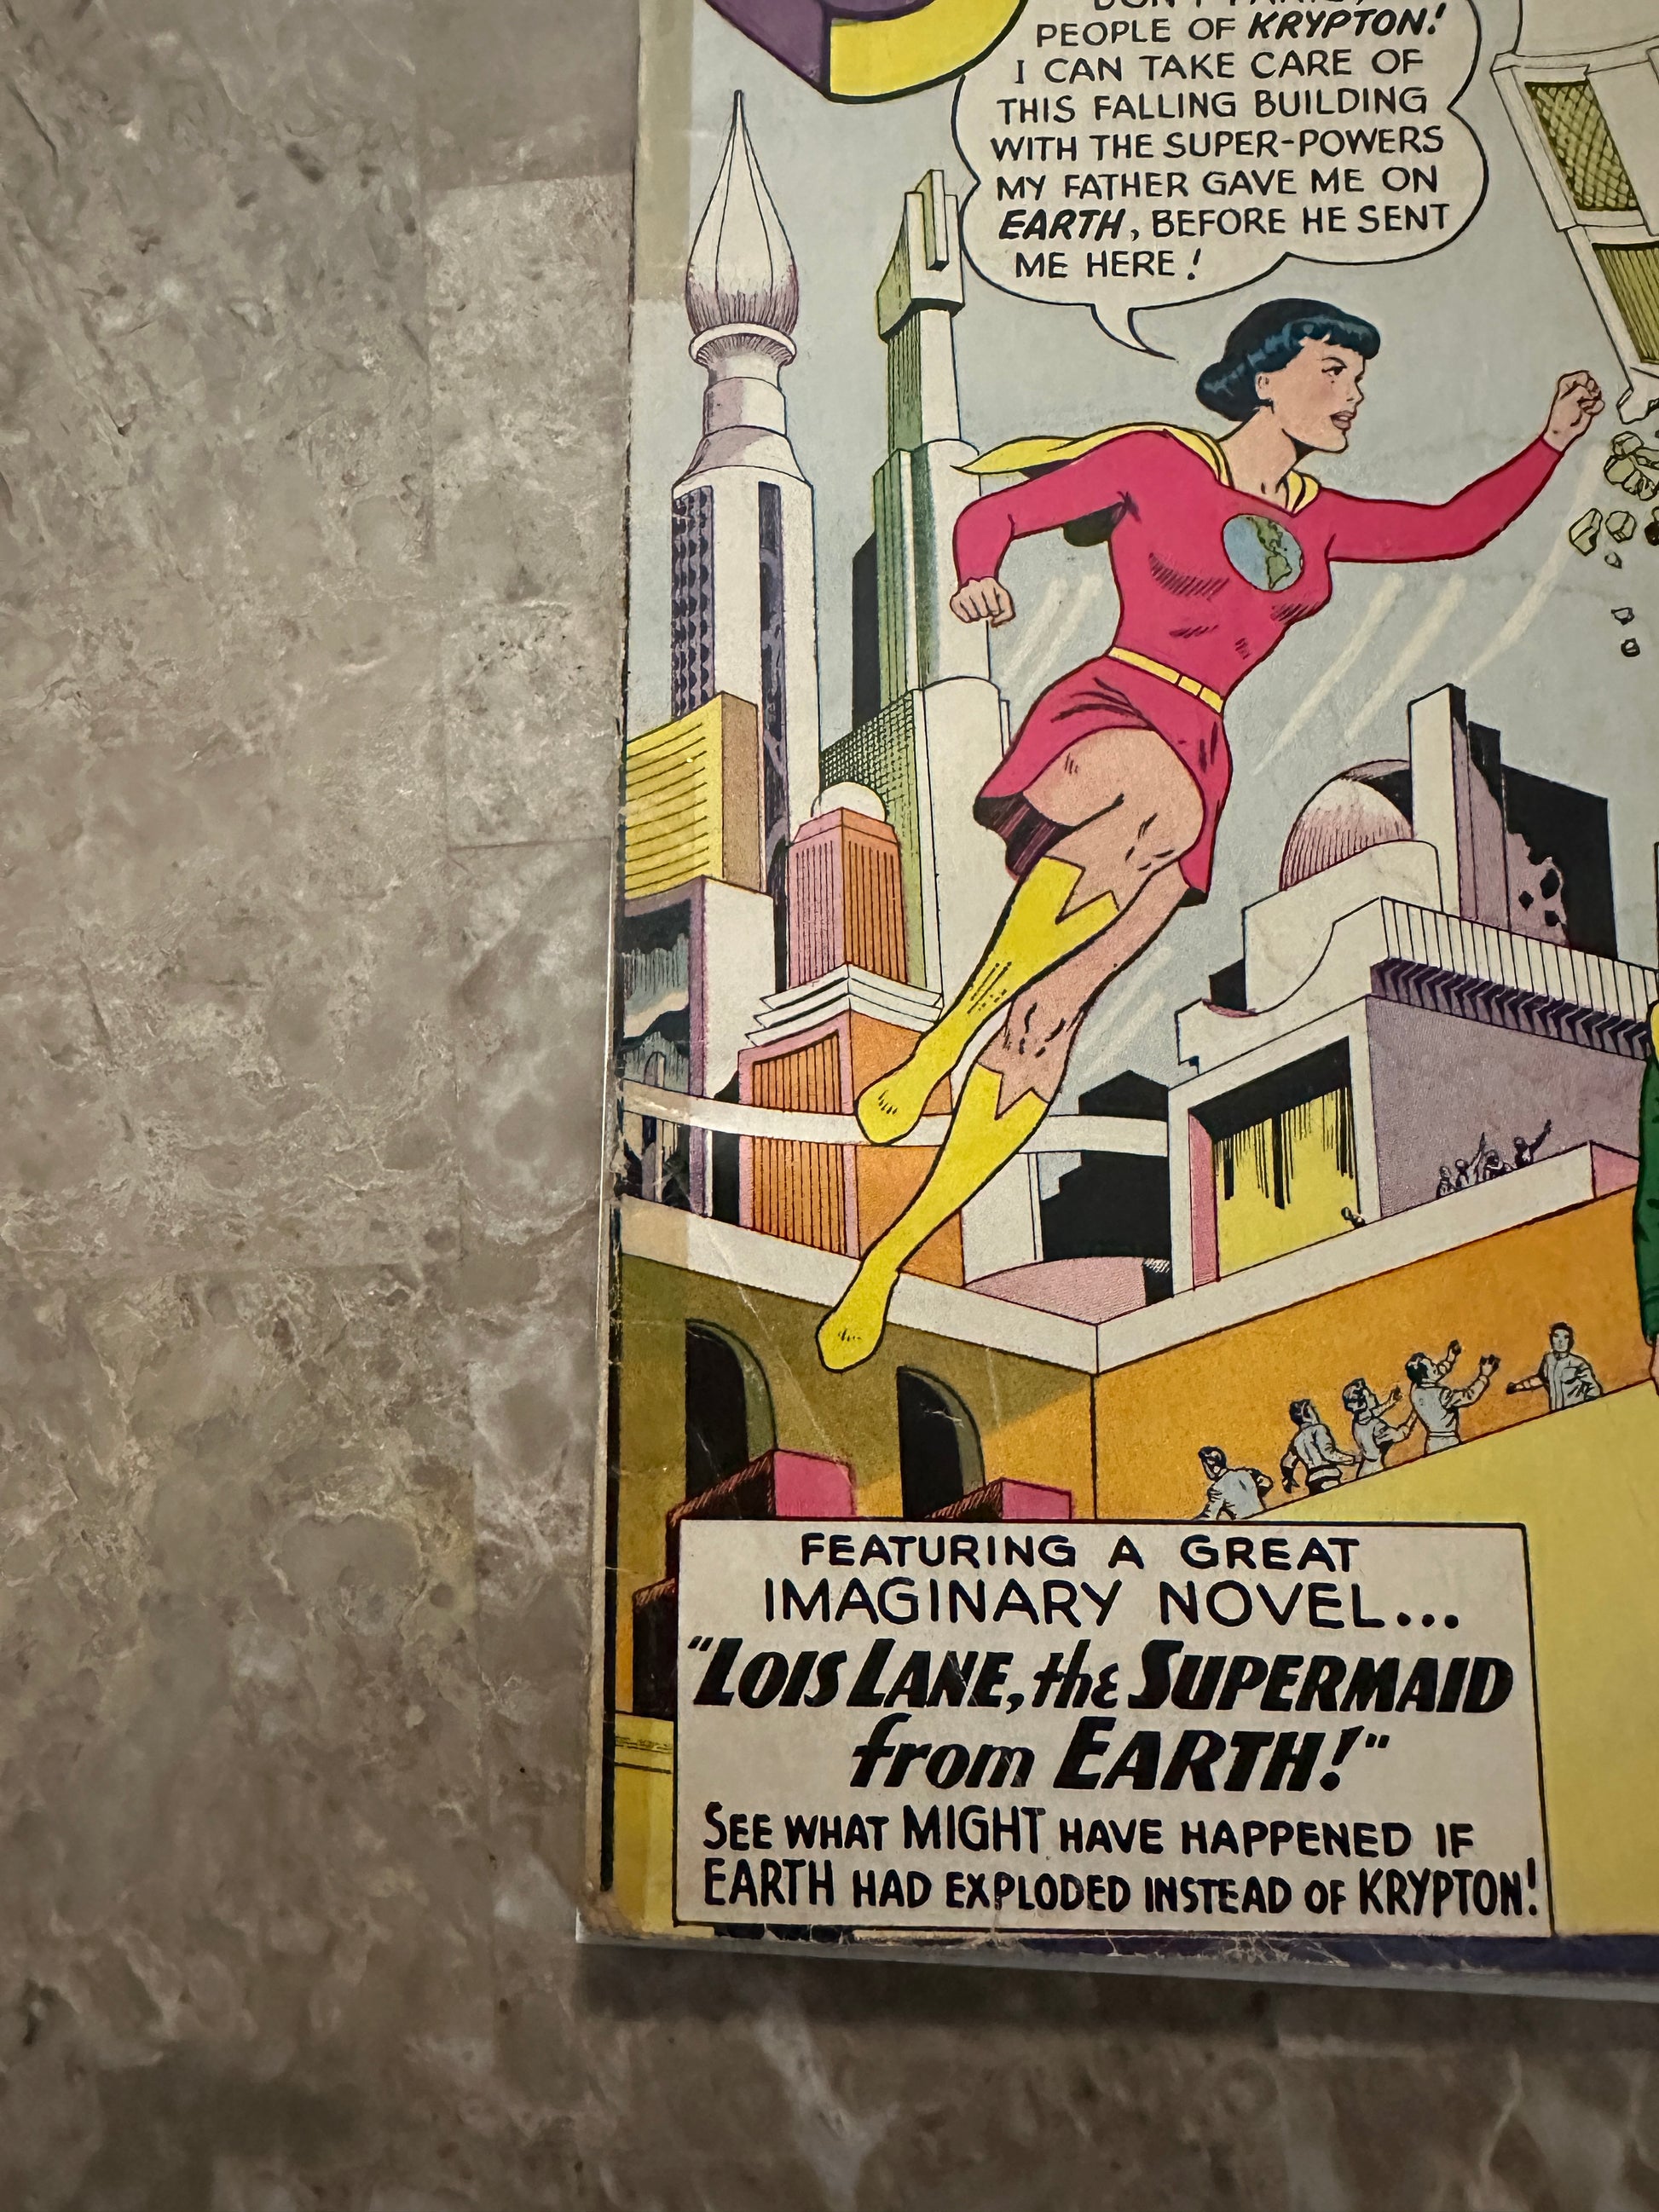 DON'T PANIC,
PEOPLE OF KRYPTON!
I CAN TAKE CARE OF
THIS FALLING BUILDING
WITH THE SUPER-POWERS
MY FATHER GAVE ME ON
EARTH, BEFORE HE SENT
ME HERE!
FEATURING A GREAT
IMAGINARY NOVEL...
"LOIS LANE, the SUPERMAID
from EARTH!"
SEE WHAT MIGHT HAVE HAPPENED IF
EARTH HAD EXPLODED INSTEAD OF KRYPTON!